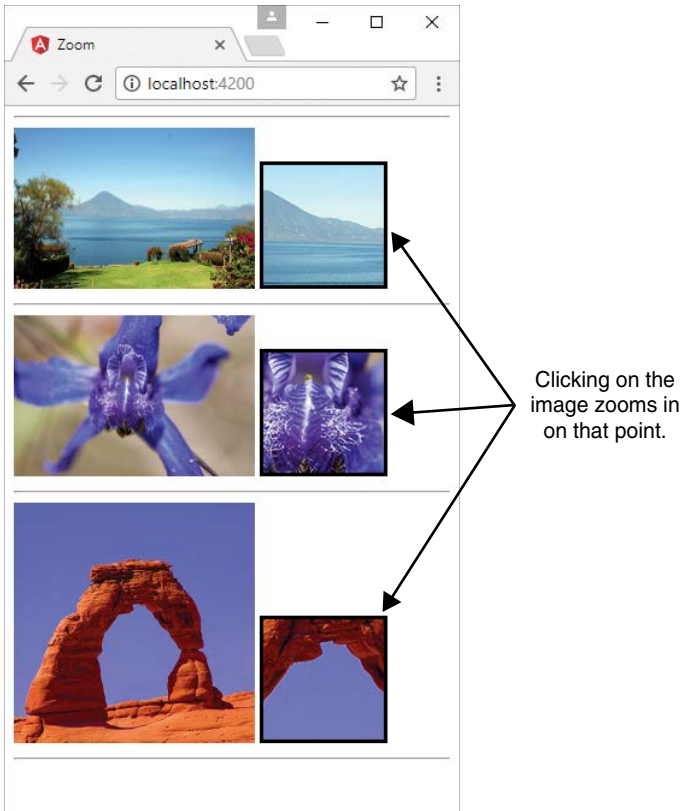 Zoom
localhost:4200
Clicking on the
image zooms in
on that point.